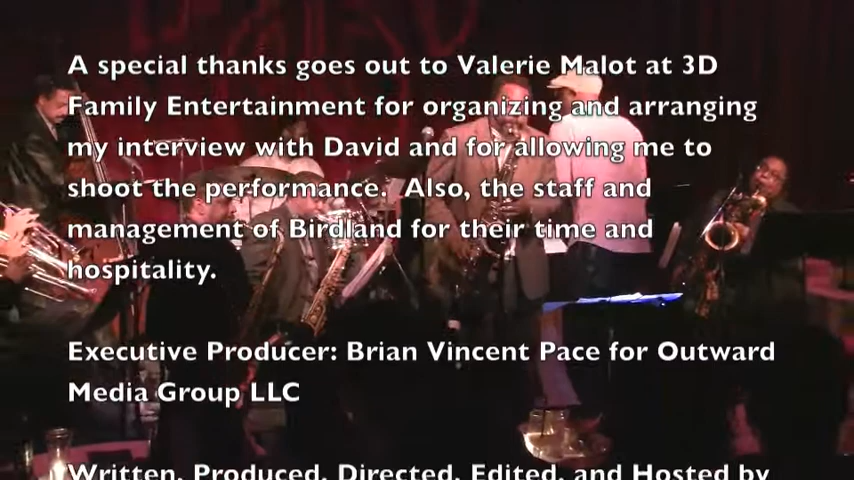 A special thanks goes out to Valerie Malot at 3D
Family Entertainment for organizing and arranging
my interview with David and for allowing me to
shoot the performance.  Also, the staff and
management of Birdland for their time and
hospitality.
Executive Producer: Brian Vincent Pace for Outward
Media Group LLC
Written, Produced, Directed, Edited, and Hosted by